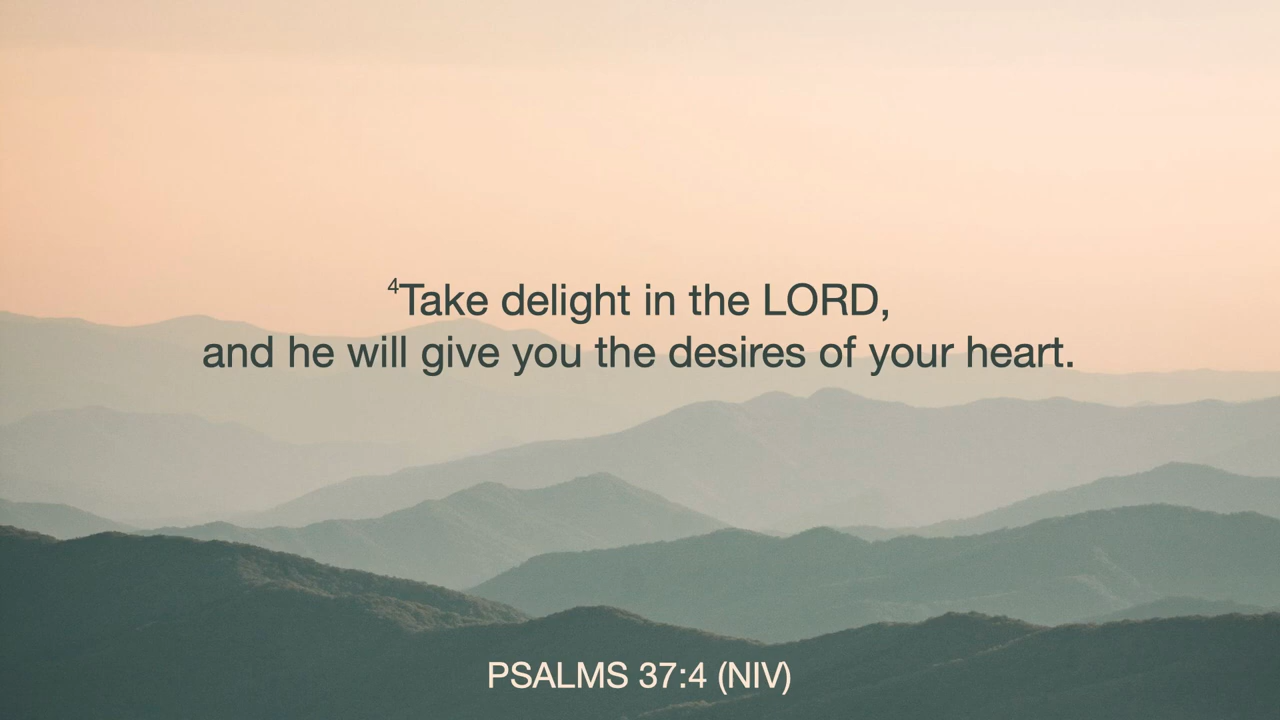 ⁴Take delight in the LORD,
and he will give you the desires of your heart.
PSALMS 37:4 (NIV)